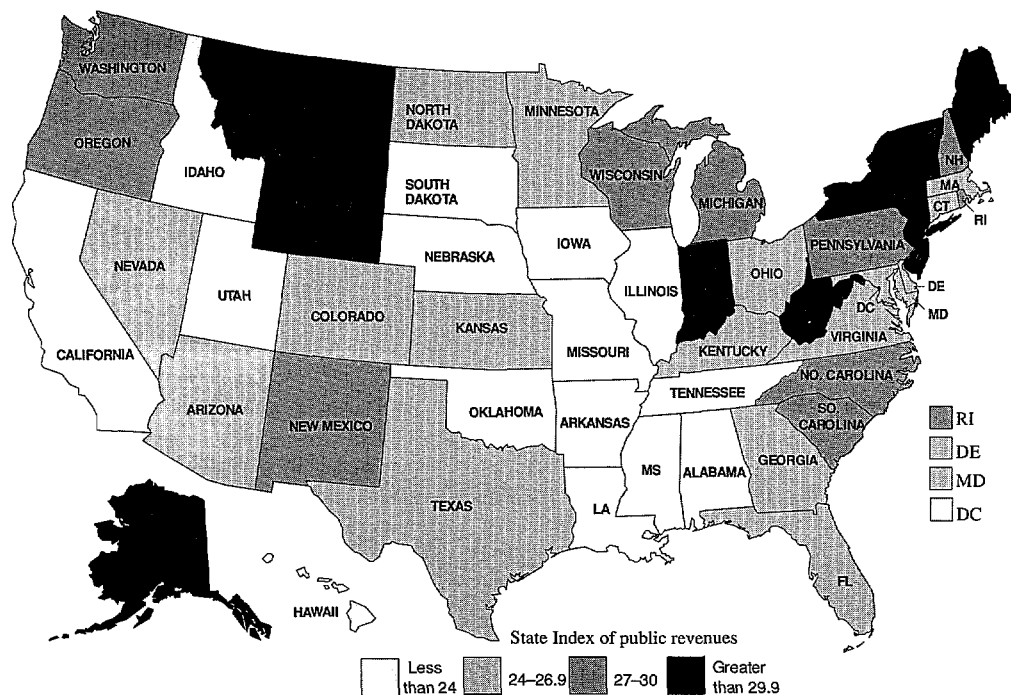 WASHINGTON
OREGON
IDAHO
NORTH
DAKOTA
MINNESOTA
SOUTH
DAKOTA
WISCONSIN
MICHIGAN
NH
MA
CT
RI
NEVADA
UTAH
CALIFORNIA
COLORADO
NEBRASKA
KANSAS
IOWA
ILLINOIS
MISSOURI
OHIO
PENNSYLVANIA
DE
DC
MD
VIRGINIA
KENTUCKY
NO. CAROLINA
TENNESSEE
SO.
CAROLINA
ARIZONA
NEW MEXICO
OKLAHOMA
ARKANSAS
TEXAS
MS
ALABAMA
GEORGIA
LA
FL
HAWAII
RI
DE
MD
DC
State Index of public revenues
Less
than 24
24–26.9
27–30
Greater
than 29.9